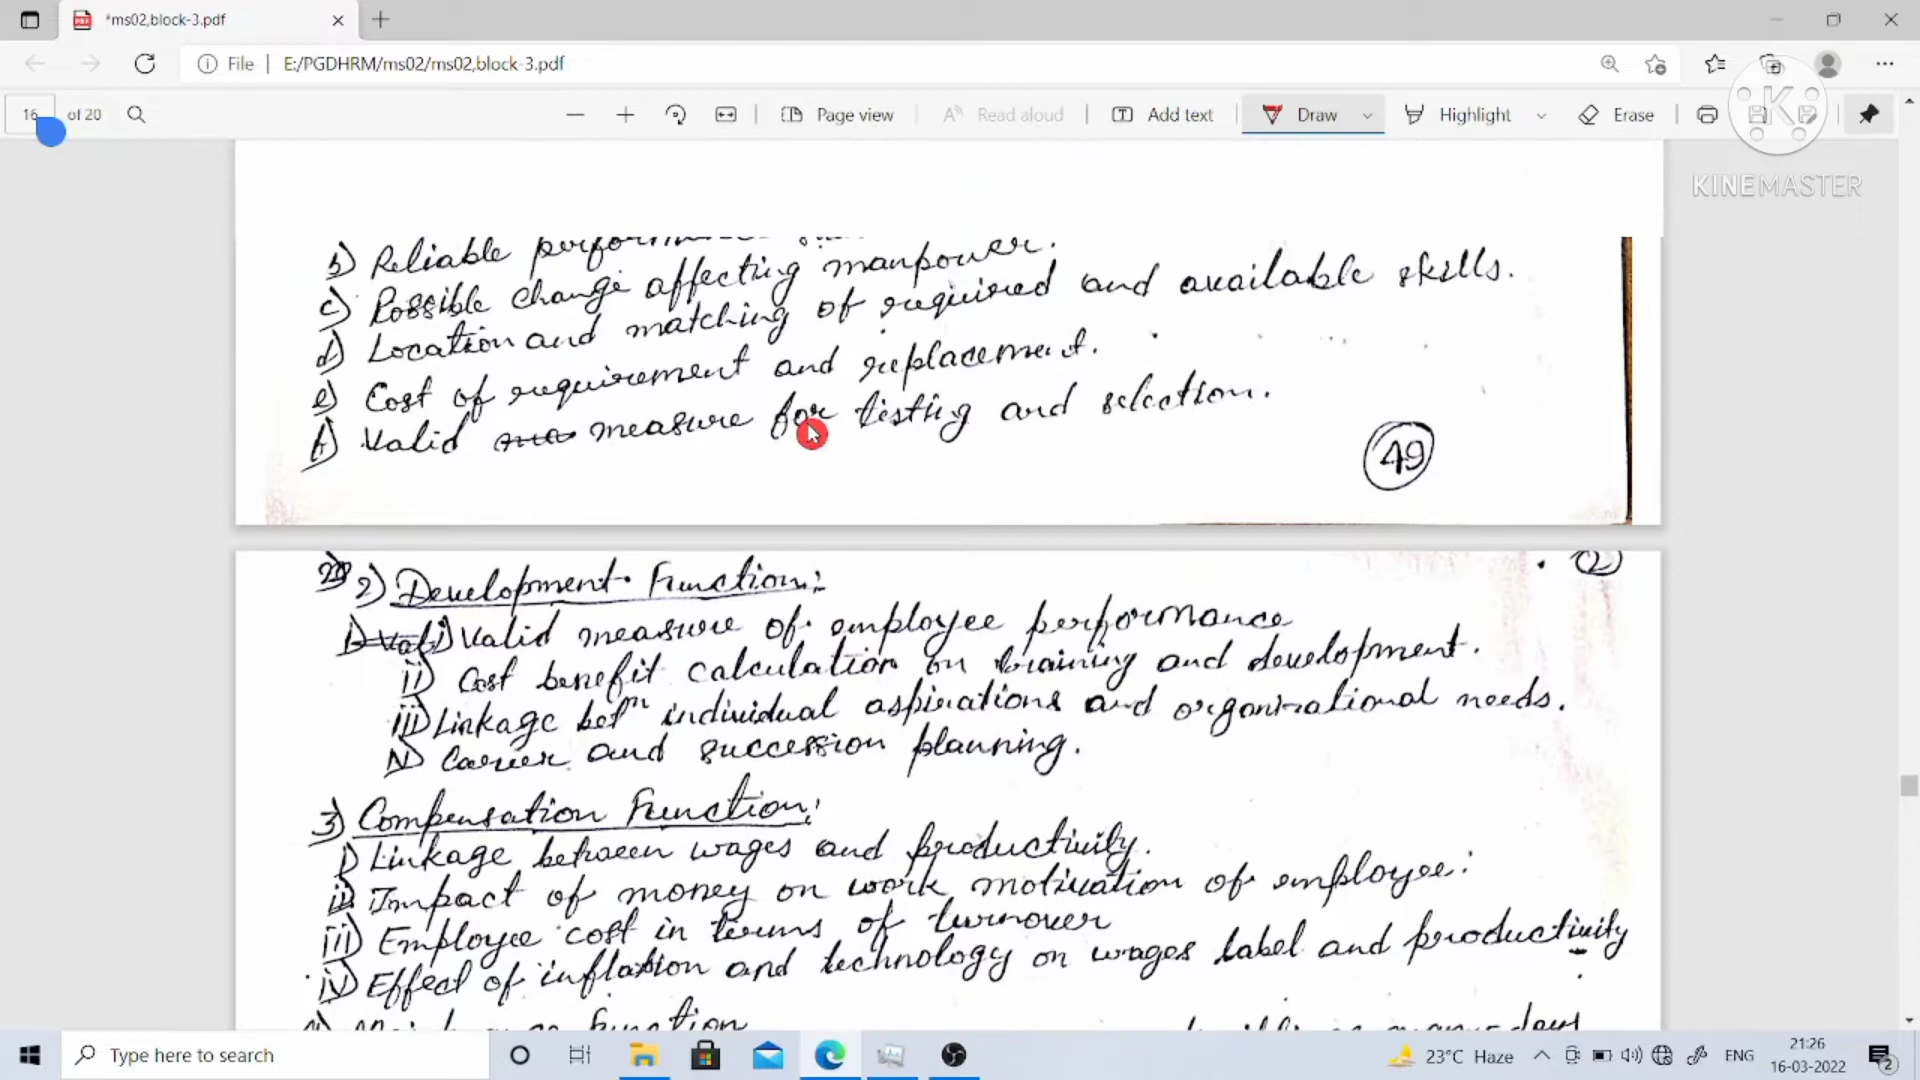 *ms02,block-3.pdf
File | E:/PGDHRM/ms02/ms02,block-3.pdf
16 of 20 Page view Read aloud Add text Draw Highlight Erase
KINEMASTER
b) Reliable
c) Possible change affecting manpower.
d) Location and matching of required and available skills.
e) Cost of requirement and replacement.
f) Valid measure for testing and selection.
49
2) Development Function:
i) Valid measure of employee performance
ii) Cost benefit calculation on training and development.
iii) Linkage betn individual aspirations and organizational needs.
iv) Career and succession planning.
3) Compensation Function:
i) Linkage between wages and productivity.
ii) Impact of money on work motivation of employee:
iii) Employee cost in terms of turnover
iv) Effect of inflation and technology on wages label and productivity
Function
Type here to search
23°C Haze ENG 21:26
16-03-2022 2